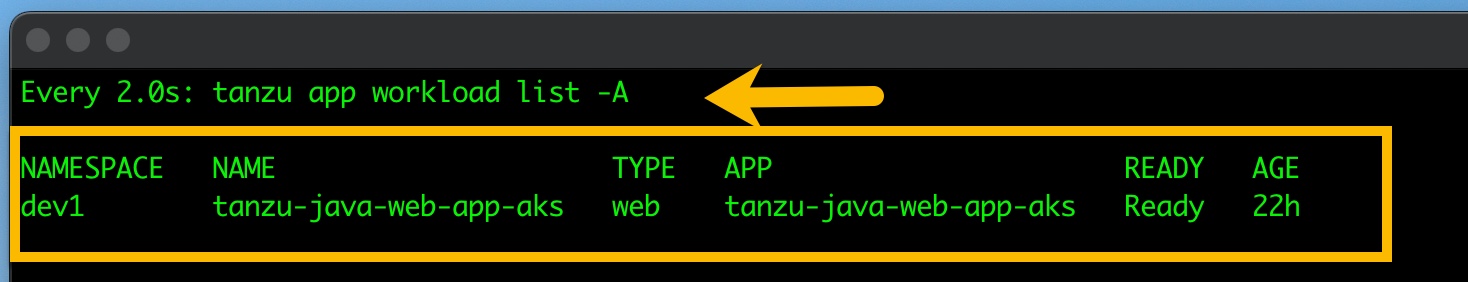 Every 2.0s: tanzu app workload list -A
NAMESPACE NAME TYPE APP READY AGE
dev1 tanzu-java-web-app-aks web tanzu-java-web-app-aks Ready 22h